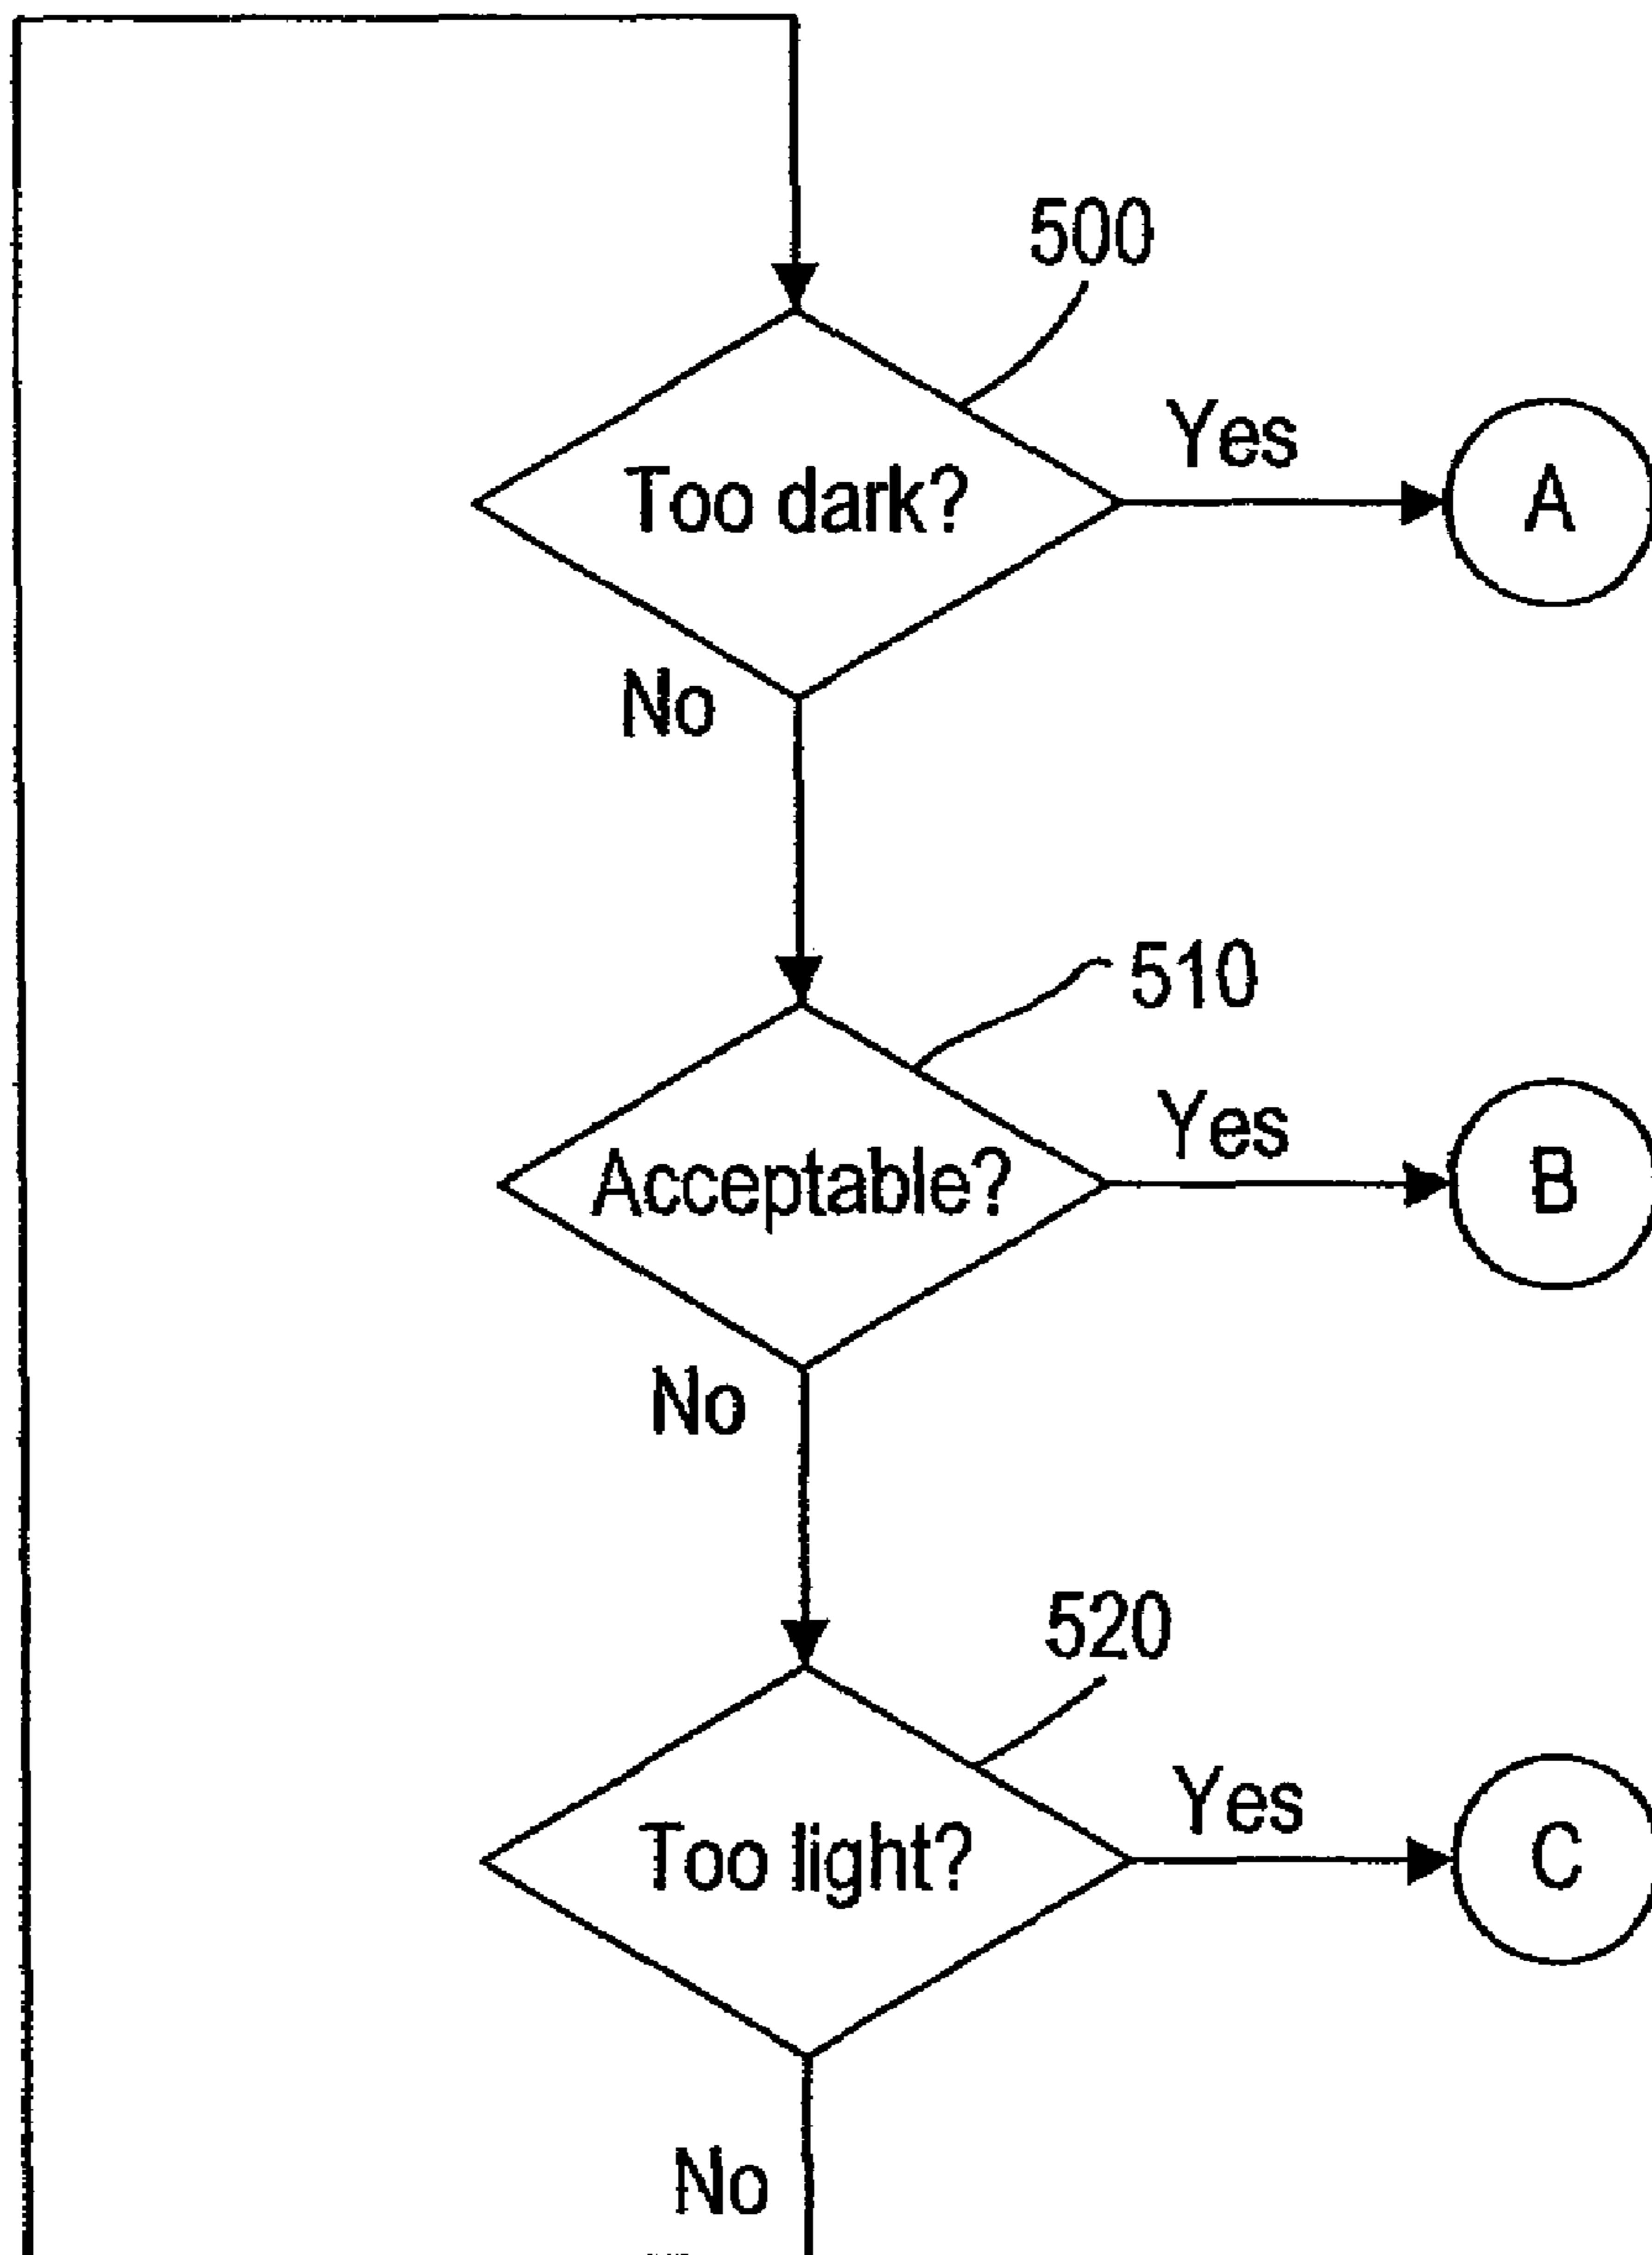 500
Yes
Too dark?
A
No
510
Yes
Acceptable?
B
No
520
Yes
Too light?
C
No